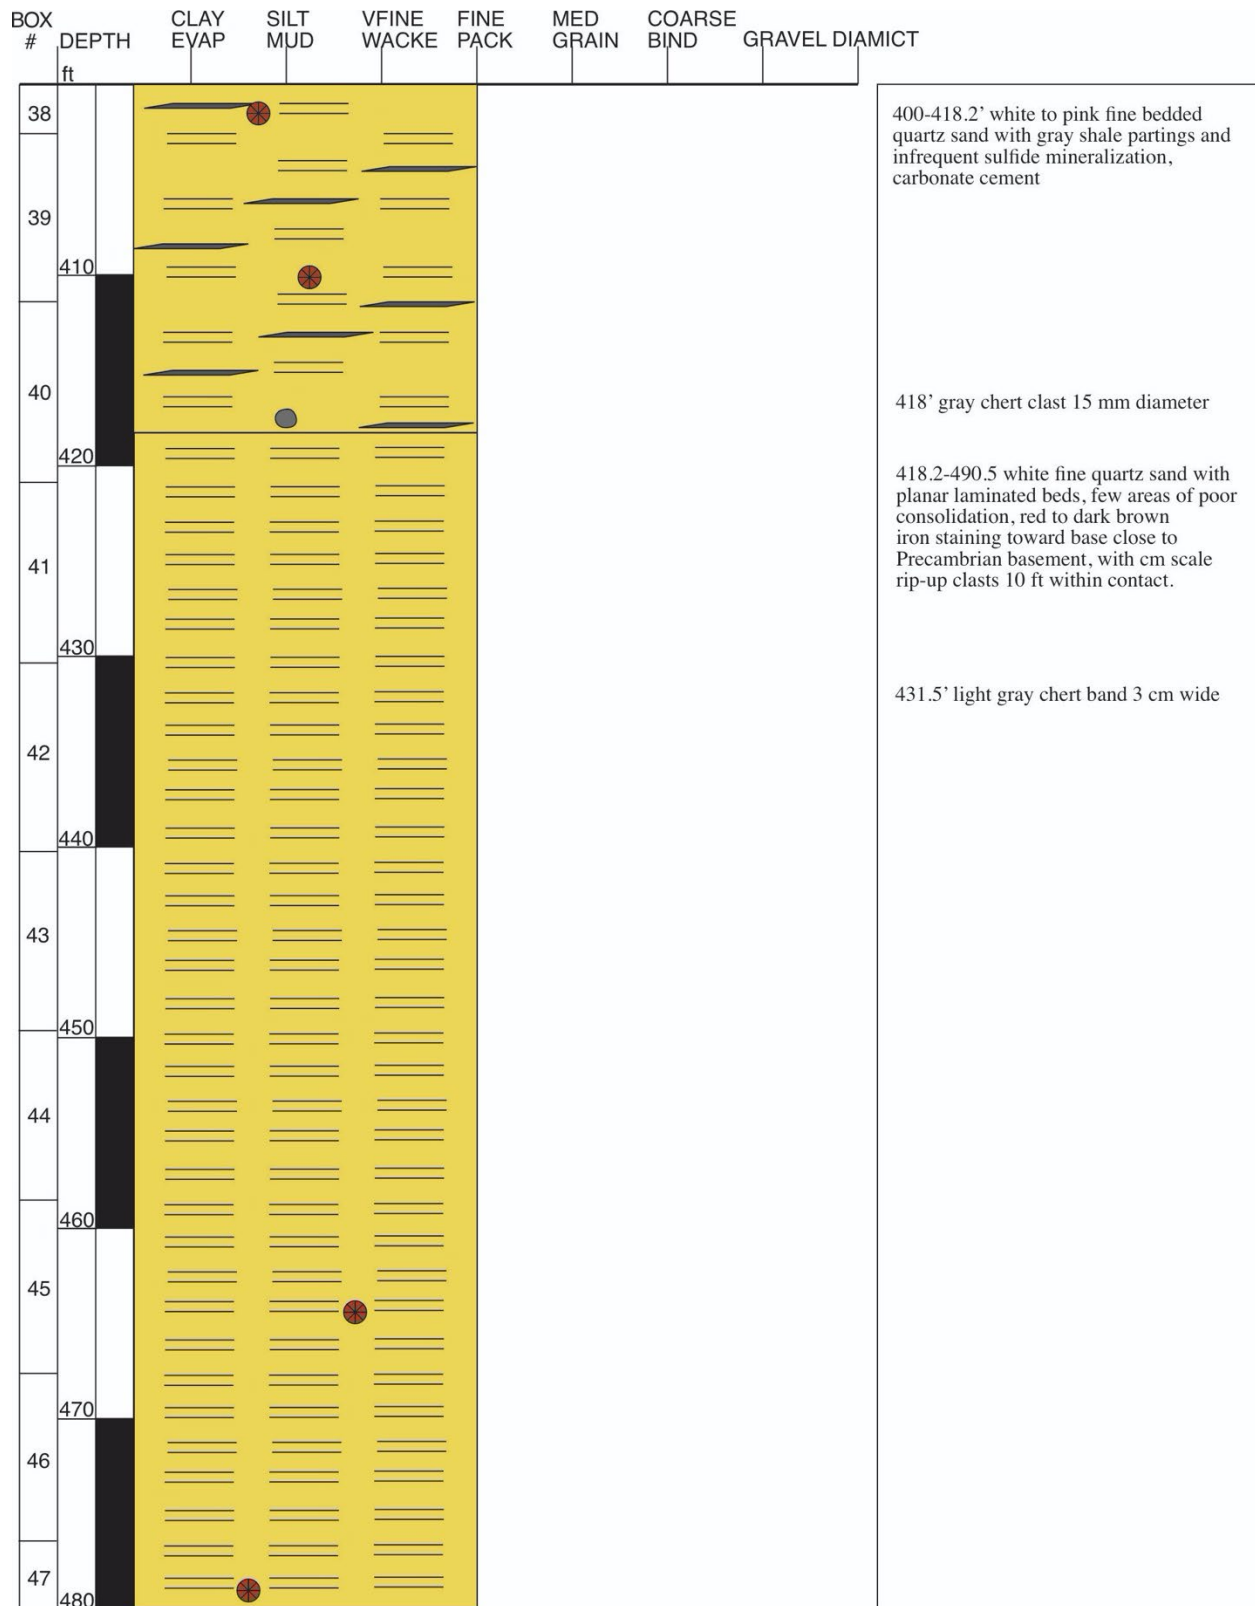 BOX CLAY SILT VFINE FINE MED COARSE
# DEPTH EVAP MUD WACKE PACK GRAIN BIND GRAVEL DIAMICT
ft
38
400-418.2’ white to pink fine bedded
quartz sand with gray shale partings and
infrequent sulfide mineralization,
carbonate cement
39
410
40
418’ gray chert clast 15 mm diameter
420
418.2-490.5 white fine quartz sand with
planar laminated beds, few areas of poor
consolidation, red to dark brown
iron staining toward base close to
Precambrian basement, with cm scale
rip-up clasts 10 ft within contact.
41
430
431.5’ light gray chert band 3 cm wide
42
440
43
450
44
460
45
470
46
47
480